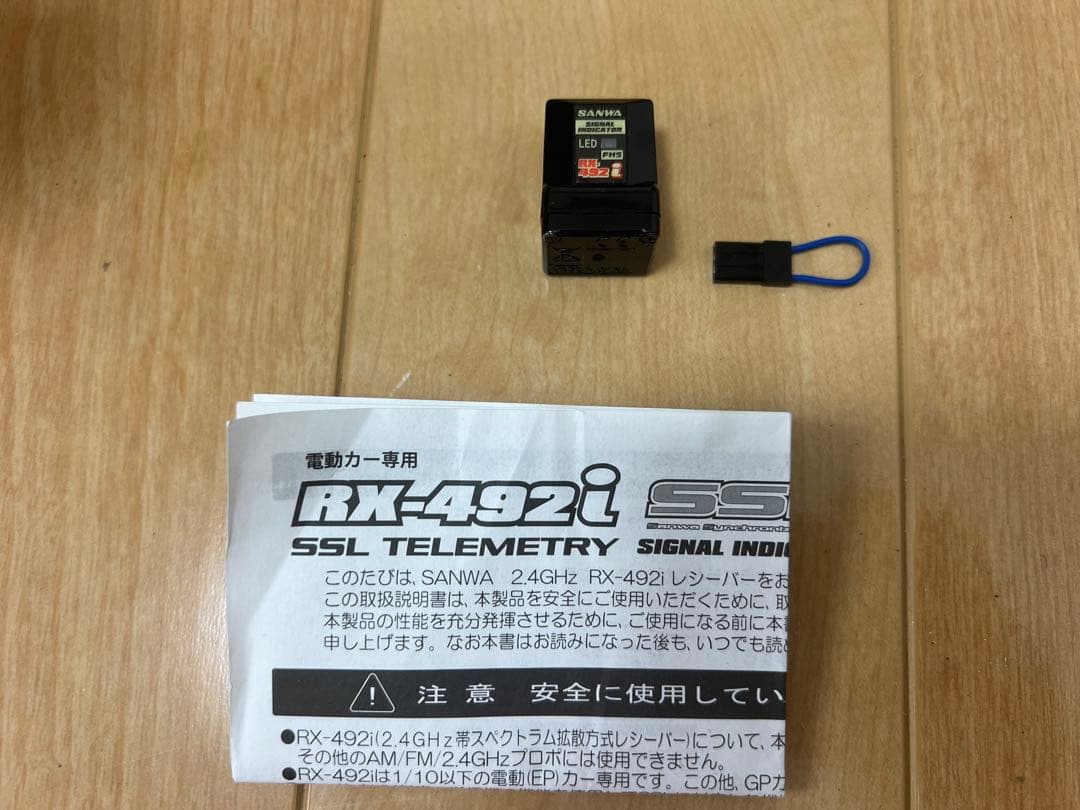 SANWA
SIGNAL
INDICATOR
LED
FH5
RX-
492i
電動カー専用
RX-492i SS
SSL TELEMETRY SIGNAL INDI
Sanwa Synchroniz
このたびは、SANWA 2.4GHz RX-492i レシーバーをお
この取扱説明書は、本製品を安全にご使用いただくために、取
本製品の性能を充分発揮させるために、ご使用になる前に本書
申し上げます。なお本書はお読みになった後も、いつでも読め
注意 安全に使用してい
●RX-492i(2.4GHz帯スペクトラム拡散方式レシーバー)について、本
その他のAM/FM/2.4GHzプロポには使用できません。
●RX-492iは1/10以下の電動(EP)カー専用です。この他、GPカ